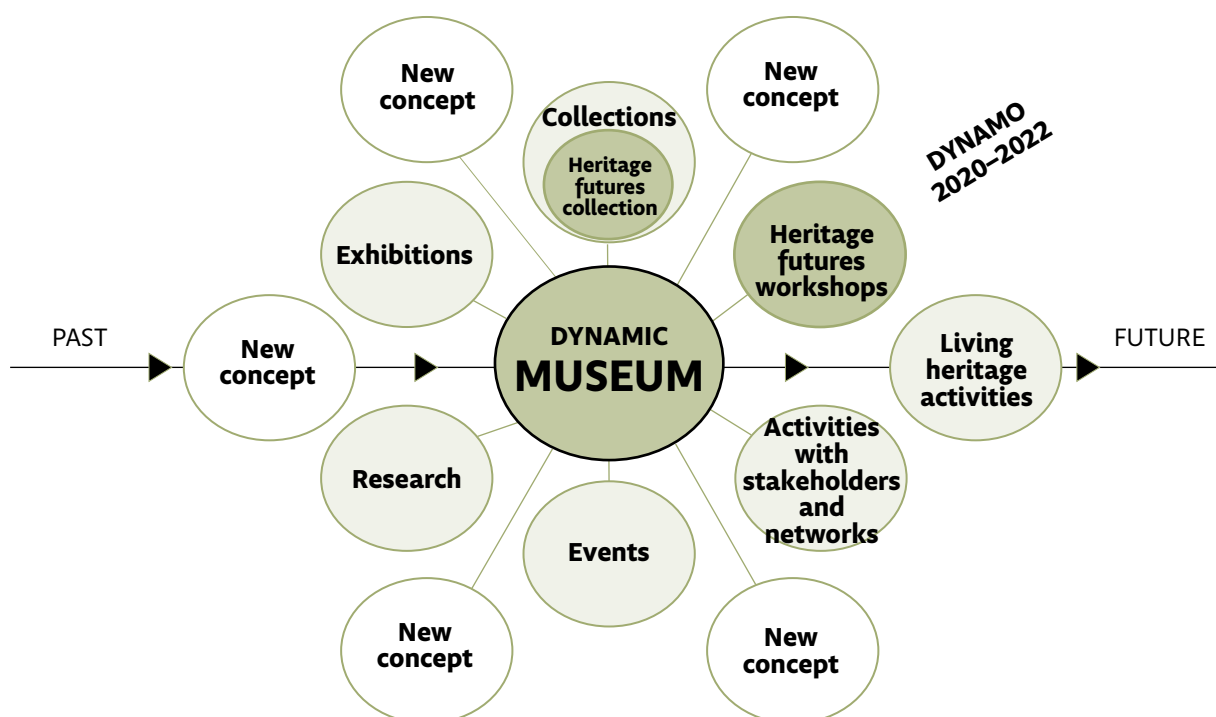 New
concept
New
concept
Collections
Heritage
futures
collection
DYNAMO
2020–2022
Exhibitions
Heritage
futures
workshops
PAST
New
concept
DYNAMIC
MUSEUM
Living
heritage
activities
FUTURE
Research
Activities
with
stakeholders
and
networks
Events
New
concept
New
concept